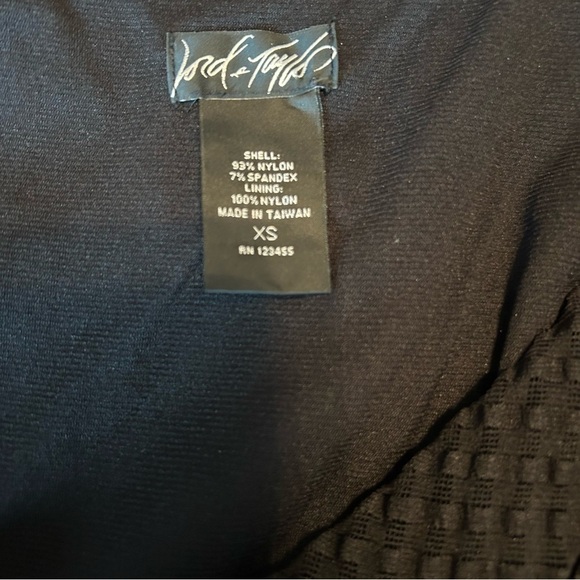 Lord & Taylor
SHELL:
93% NYLON
7% SPANDEX
LINING:
100% NYLON
MADE IN TAIWAN
XS
RN 123455